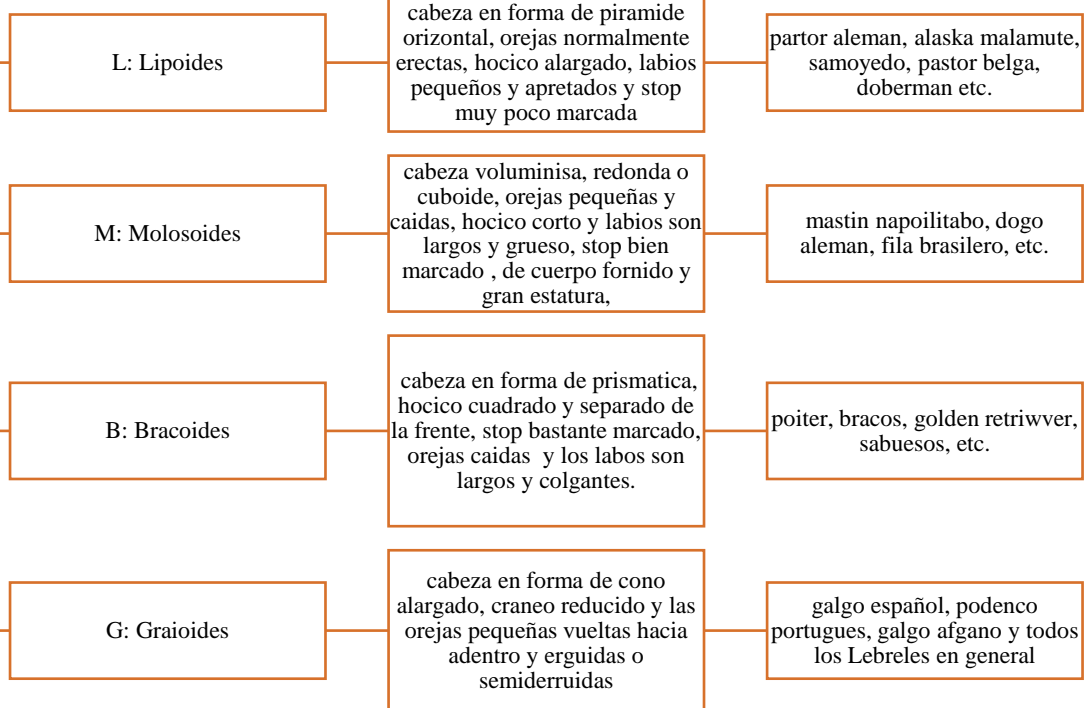 L: Lipoides
cabeza en forma de piramide
orizontal, orejas normalmente
erectas, hocico alargado, labios
pequeños y apretados y stop
muy poco marcada
partor aleman, alaska malamute,
samoyedo, pastor belga,
doberman etc.
M: Molosoides
cabeza voluminisa, redonda o
cuboide, orejas pequeñas y
caidas, hocico corto y labios son
largos y grueso, stop bien
marcado , de cuerpo fornido y
gran estatura,
mastin napoilitabo, dogo
aleman, fila brasilero, etc.
B: Bracoides
cabeza en forma de prismatica,
hocico cuadrado y separado de
la frente, stop bastante marcado,
orejas caidas y los labos son
largos y colgantes.
poiter, bracos, golden retriwver,
sabuesos, etc.
G: Graioides
cabeza en forma de cono
alargado, craneo reducido y las
orejas pequeñas vueltas hacia
adentro y erguidas o
semiderruidas
galgo español, podenco
portugues, galgo afgano y todos
los Lebreles en general